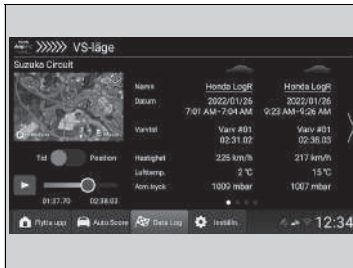 VS-läge
Suzuka Circuit
Namn Honda LogR Honda LogR
Datum 2022/01/26 2022/01/26
7:01 AM-7:04 AM 9:23 AM-9:26 AM
Varvtid Varv #01 Varv #01
02:31.02 02:38.03
Tid Position
Hastighet 225 km/h 217 km/h
Lufttemp. 2 °C 15 °C
Atm.tryck 1009 mbar 1007 mbar
01:37.70 02:38.03
Flytta upp Auto Score Data Log Inställn. 12:34